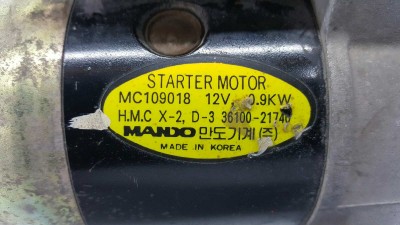 STARTER MOTOR
MC109018 12V 0.9KW
H.M.C X-2, D-3 36100-21740
MANDO 만도기계(주)
MADE IN KOREA